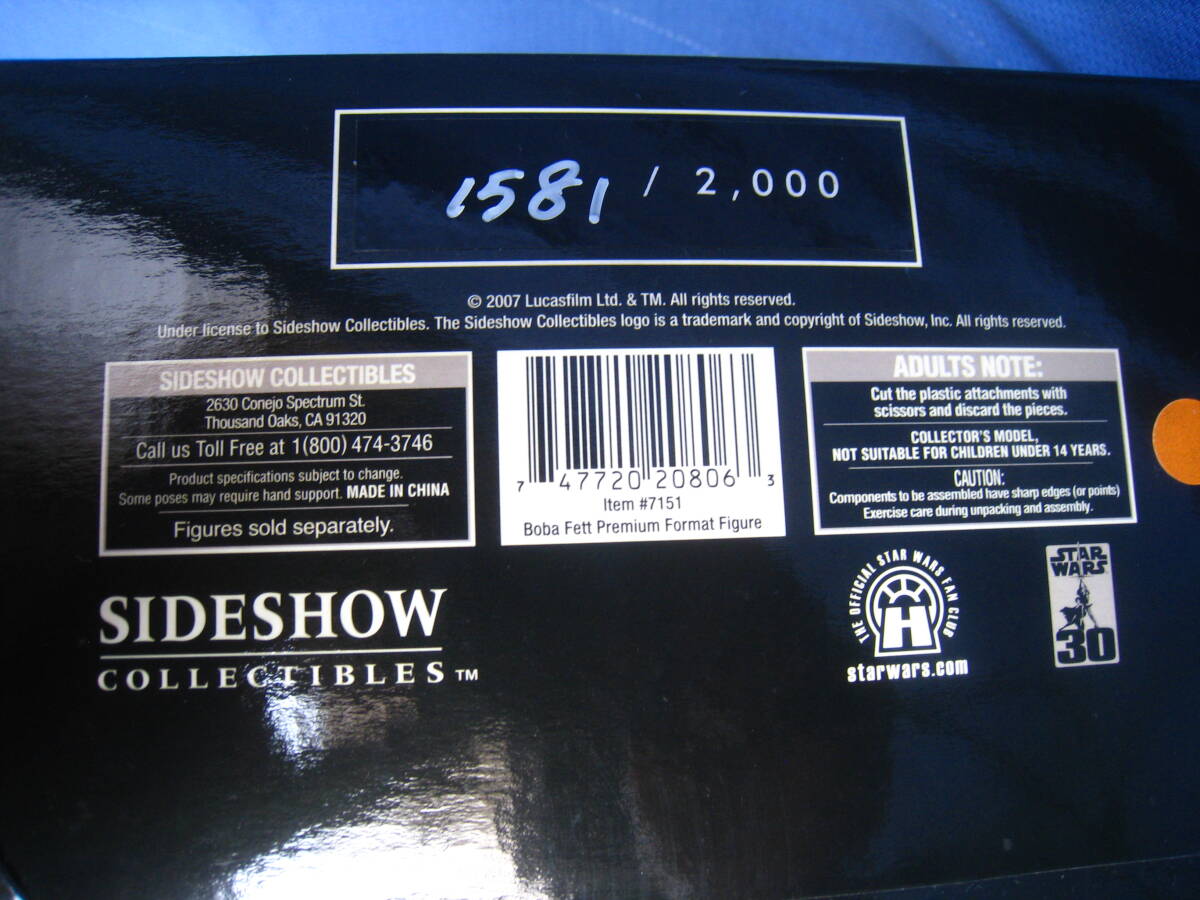 1581 / 2,000
© 2007 Lucasfilm Ltd. & TM. All rights reserved.
Under license to Sideshow Collectibles. The Sideshow Collectibles logo is a trademark and copyright of Sideshow, Inc. All rights reserved.
SIDESHOW COLLECTIBLES
2630 Conejo Spectrum St.
Thousand Oaks, CA 91320
Call us Toll Free at 1(800) 474-3746
Product specifications subject to change.
Some poses may require hand support. MADE IN CHINA
Figures sold separately.
7 47720 20806 3
Item #7151
Boba Fett Premium Format Figure
ADULTS NOTE:
Cut the plastic attachments with
scissors and discard the pieces.
COLLECTOR'S MODEL,
NOT SUITABLE FOR CHILDREN UNDER 14 YEARS.
CAUTION:
Components to be assembled have sharp edges (or points)
Exercise care during unpacking and assembly.
SIDESHOW
COLLECTIBLES™
THE OFFICIAL STAR WARS FAN CLUB
H
starwars.com
STAR
WARS
30